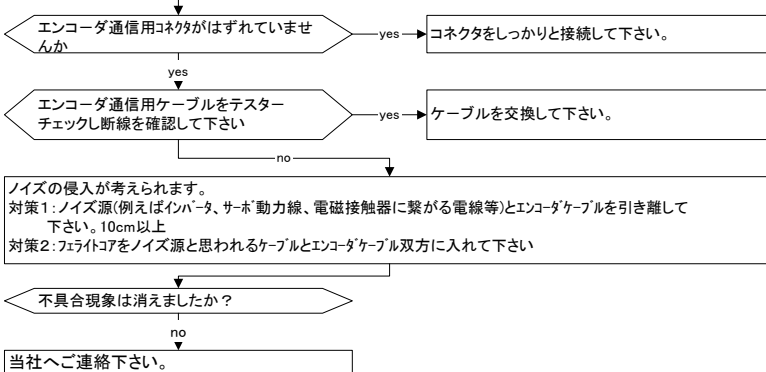 エンコーダ通信用ｺﾈｸﾀがはずれていませ
んか
yes
コネクタをしっかりと接続して下さい。
yes
エンコーダ通信用ケーブルをテスター
チェックし断線を確認して下さい
yes
ケーブルを交換して下さい。
no
ノイズの侵入が考えられます。
対策１：ノイズ源(例えばｲﾝﾊﾞｰﾀ、ｻｰﾎﾞ動力線、電磁接触器に繋がる電線等)とｴﾝｺｰﾀﾞｹｰﾌﾞﾙを引き離して
下さい。10cm以上
対策２：ﾌｪﾗｲﾄｺｱをノイズ源と思われるｹｰﾌﾞﾙとｴﾝｺｰﾀﾞｹｰﾌﾞﾙ双方に入れて下さい
不具合現象は消えましたか？
no
当社へご連絡下さい。